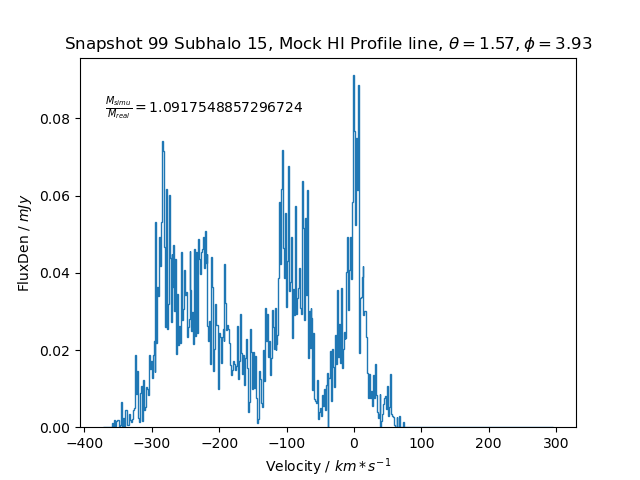 Snapshot 99 Subhalo 15, Mock HI Profile line, θ = 1.57, ϕ = 3.93
M_simu/M_real = 1.0917548857296724
FluxDen / mJy
0.08
0.06
0.04
0.02
0.00
−400 −300 −200 −100 0 100 200 300
Velocity / km * s⁻¹